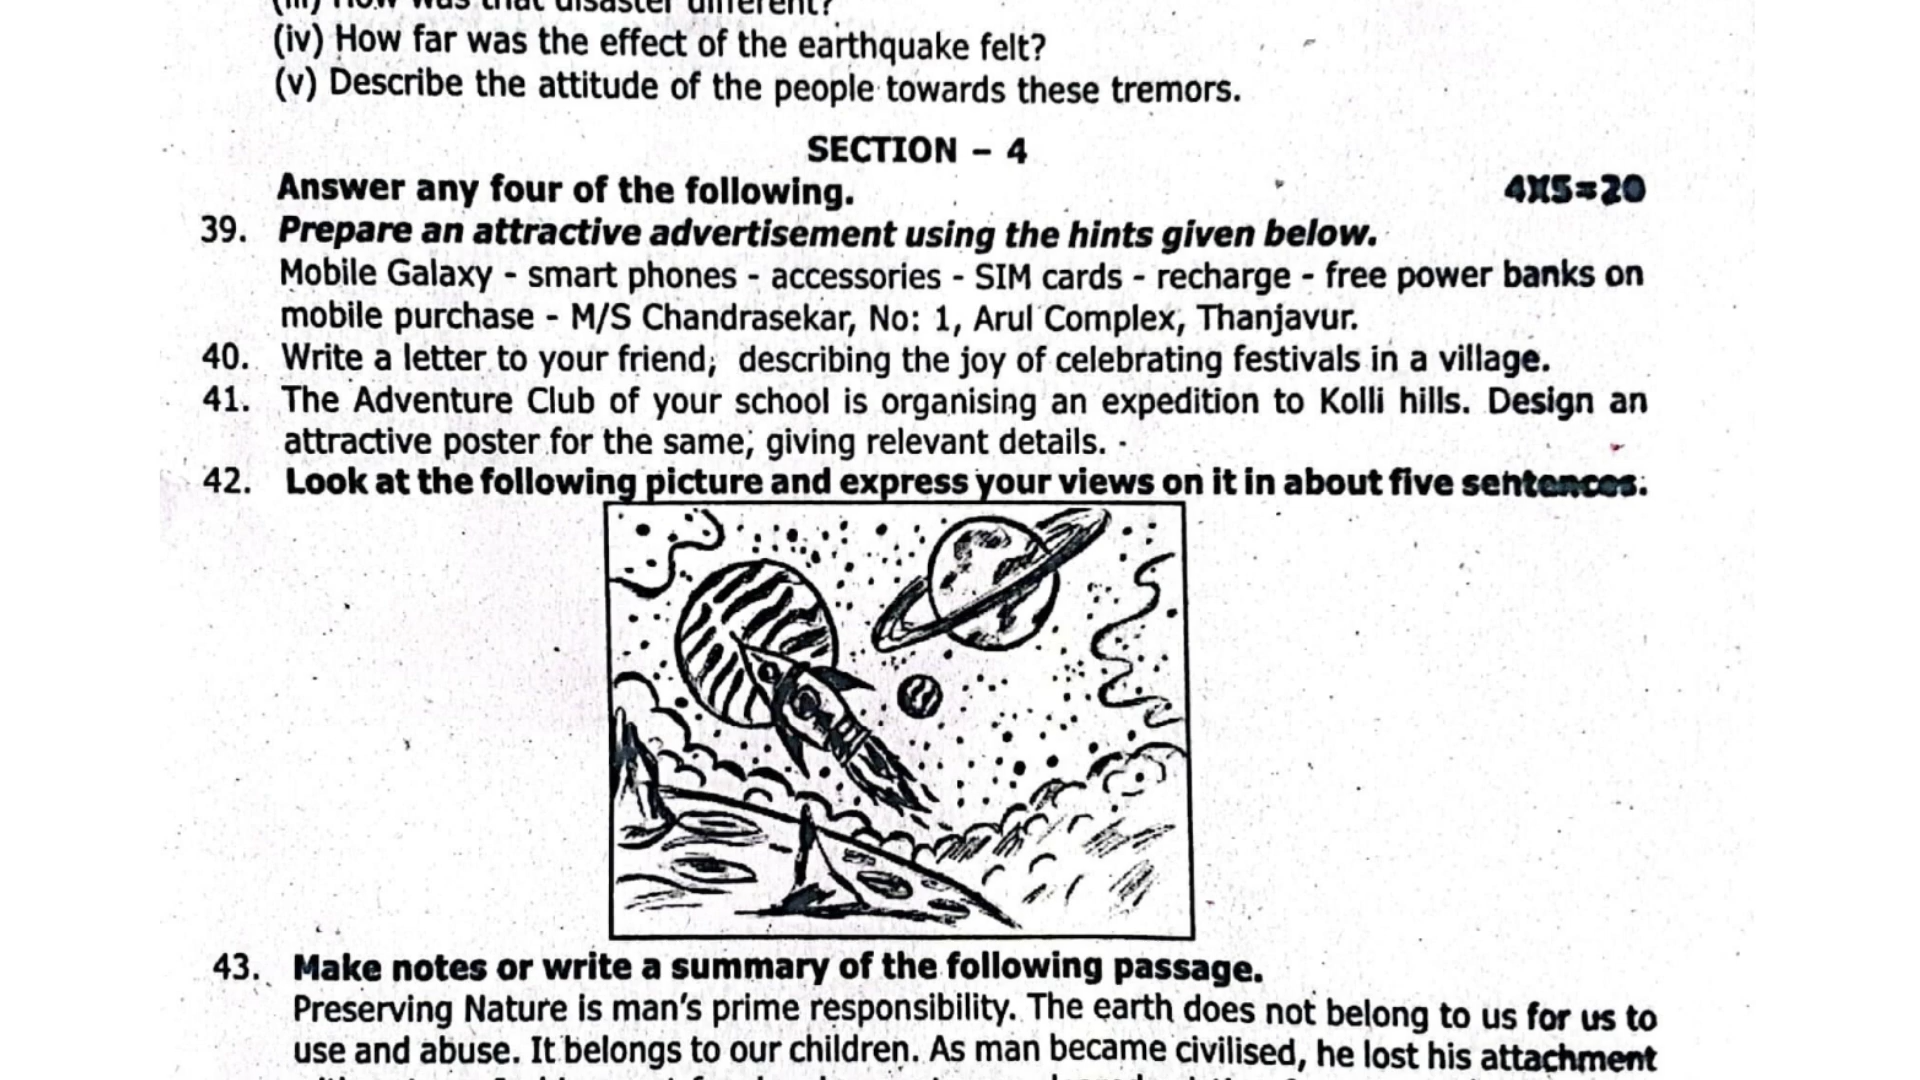 (iii) How was that disaster different?
(iv) How far was the effect of the earthquake felt?
(v) Describe the attitude of the people towards these tremors.
SECTION – 4
Answer any four of the following. 4X5=20
39. Prepare an attractive advertisement using the hints given below.
Mobile Galaxy - smart phones - accessories - SIM cards - recharge - free power banks on
mobile purchase - M/S Chandrasekar, No: 1, Arul Complex, Thanjavur.
40. Write a letter to your friend; describing the joy of celebrating festivals in a village.
41. The Adventure Club of your school is organising an expedition to Kolli hills. Design an
attractive poster for the same, giving relevant details.
42. Look at the following picture and express your views on it in about five sentences.
43. Make notes or write a summary of the following passage.
Preserving Nature is man's prime responsibility. The earth does not belong to us for us to
use and abuse. It belongs to our children. As man became civilised, he lost his attachment